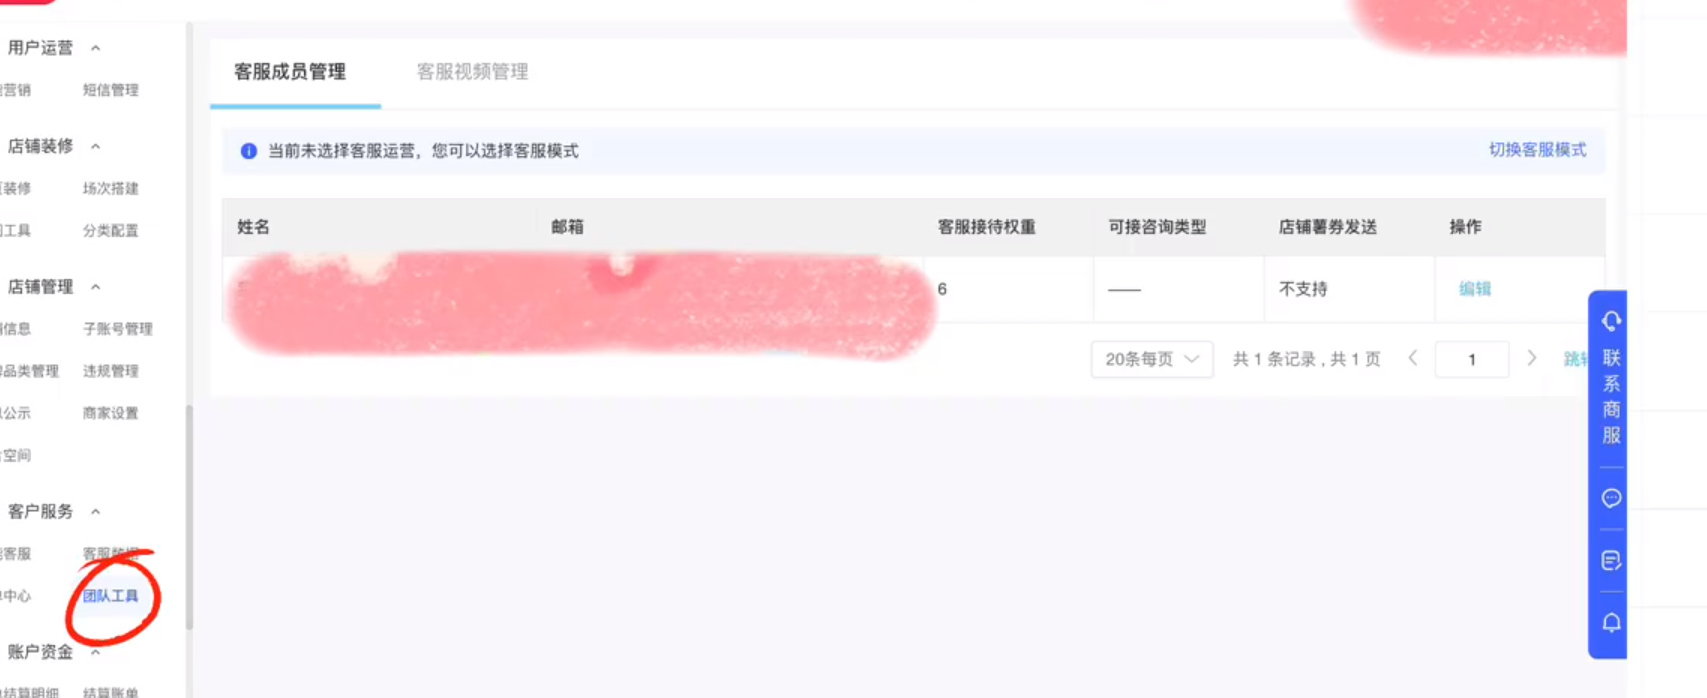 用户运营
营销 短信管理
店铺装修
装修 场次搭建
工具 分类配置
店铺管理
信息 子账号管理
品类管理 违规管理
公示 商家设置
空间
客户服务
客服 客服数据
中心 团队工具
账户资金
结算明细 结算账单
客服成员管理 客服视频管理
当前未选择客服运营，您可以选择客服模式 切换客服模式
姓名 邮箱 客服接待权重 可接咨询类型 店铺薯券发送 操作
6 —— 不支持 编辑
20条每页 共 1 条记录 , 共 1 页 1 跳
联系商服